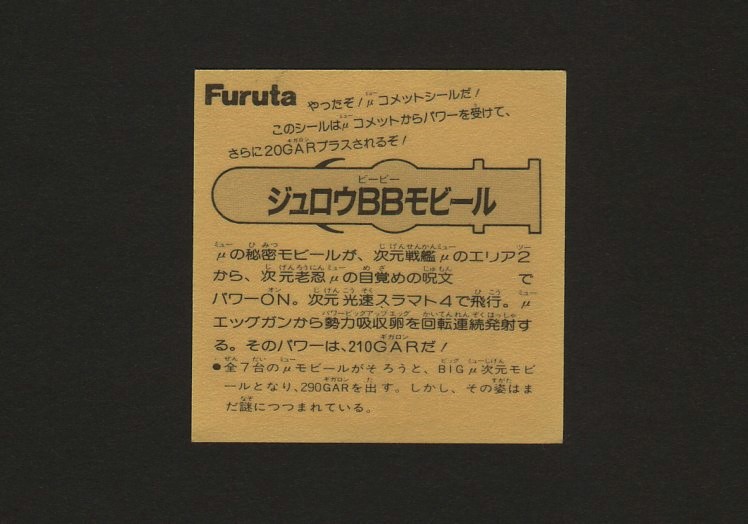 Furuta
やったぞ!μコメットシールだ!
このシールはμコメットからパワーを受けて、
さらに20GARプラスされるぞ!
ジュロウBBモビール
μの秘密モビールが、次元戦艦μのエリア2
から、次元老忍μの目覚めの呪文 で
パワーON。次元光速スラマト4で飛行。μ
エッグガンから勢力吸収卵を回転連続発射す
る。そのパワーは、210GARだ!
●全7台のμモビールがそろうと、BIGμ次元モビ
ールとなり、290GARを出す。しかし、その姿はま
だ謎につつまれている。